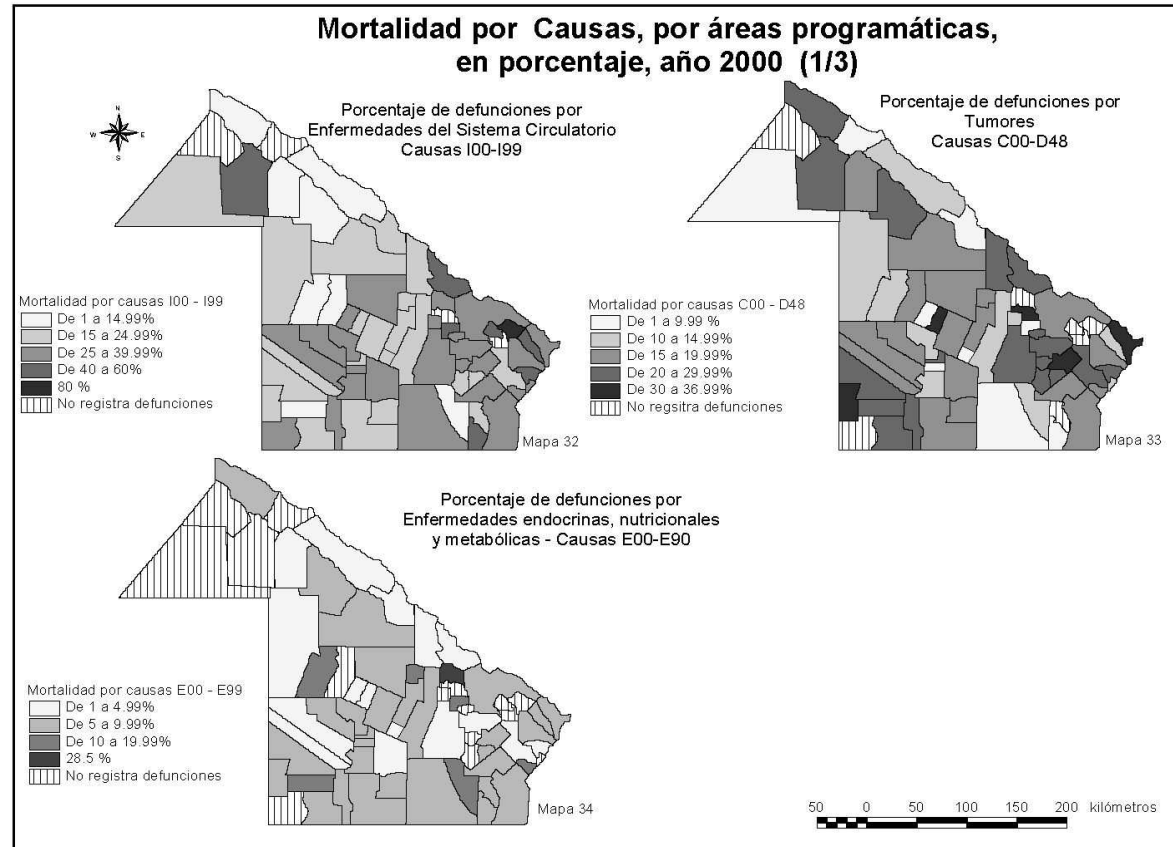 Mortalidad por Causas, por áreas programáticas,
en porcentaje, año 2000 (1/3)
N
W E
S
Porcentaje de defunciones por
Enfermedades del Sistema Circulatorio
Causas I00-I99
Mortalidad por causas I00 - I99
De 1 a 14.99%
De 15 a 24.99%
De 25 a 39.99%
De 40 a 60%
80 %
No registra defunciones
Mapa 32
Porcentaje de defunciones por
Tumores
Causas C00-D48
Mortalidad por causas C00 - D48
De 1 a 9.99 %
De 10 a 14.99%
De 15 a 19.99%
De 20 a 29.99%
De 30 a 36.99%
No regsitra defunciones
Mapa 33
Porcentaje de defunciones por
Enfermedades endocrinas, nutricionales
y metabólicas - Causas E00-E90
Mortalidad por causas E00 - E99
De 1 a 4.99%
De 5 a 9.99%
De 10 a 19.99%
28.5 %
No registra defunciones
Mapa 34
50 0 50 100 150 200 kilómetros